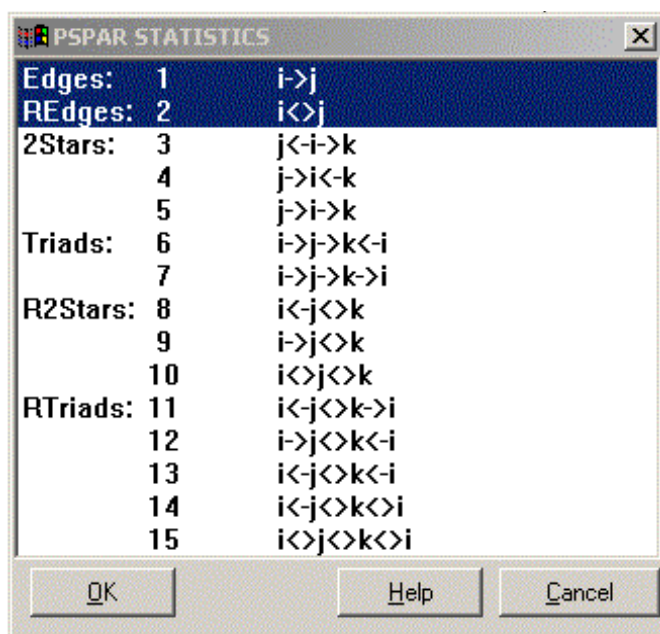 PSPAR STATISTICS
Edges: 1 i->j
REdges: 2 i<>j
2Stars: 3 j<-i->k
4 j->i<-k
5 j->i->k
Triads: 6 i->j->k<-i
7 i->j->k->i
R2Stars: 8 i<-j<>k
9 i->j<>k
10 i<>j<>k
RTriads: 11 i<-j<>k->i
12 i->j<>k<-i
13 i<-j<>k<-i
14 i<-j<>k<>i
15 i<>j<>k<>i
OK Help Cancel